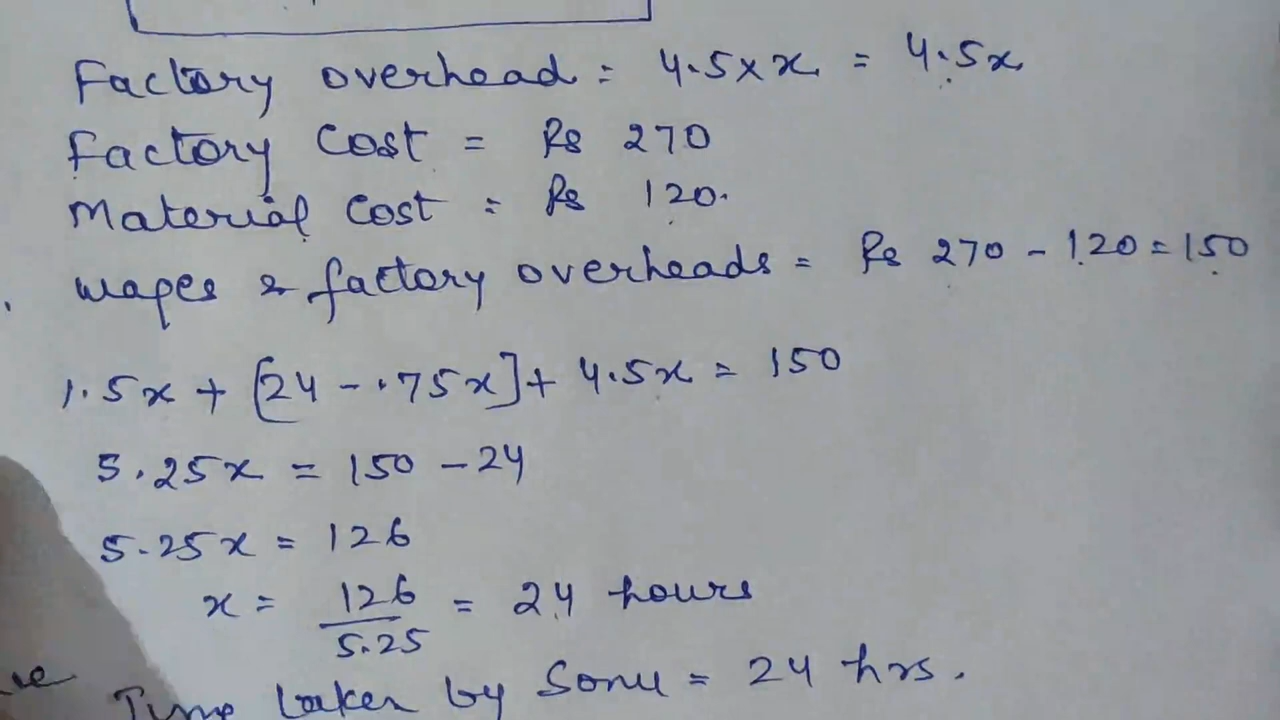 Factory overhead = 4.5 x x = 4.5x
Factory Cost = Rs 270
Material Cost = Rs 120.
Wages & factory overheads = Rs 270 - 120 = 150
1.5x + [24 - .75x] + 4.5x = 150
5.25x = 150 - 24
5.25x = 126
x = 126/5.25 = 24 hours
Time taken by Sonu = 24 hrs.